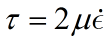 τ = 2μϵ̇